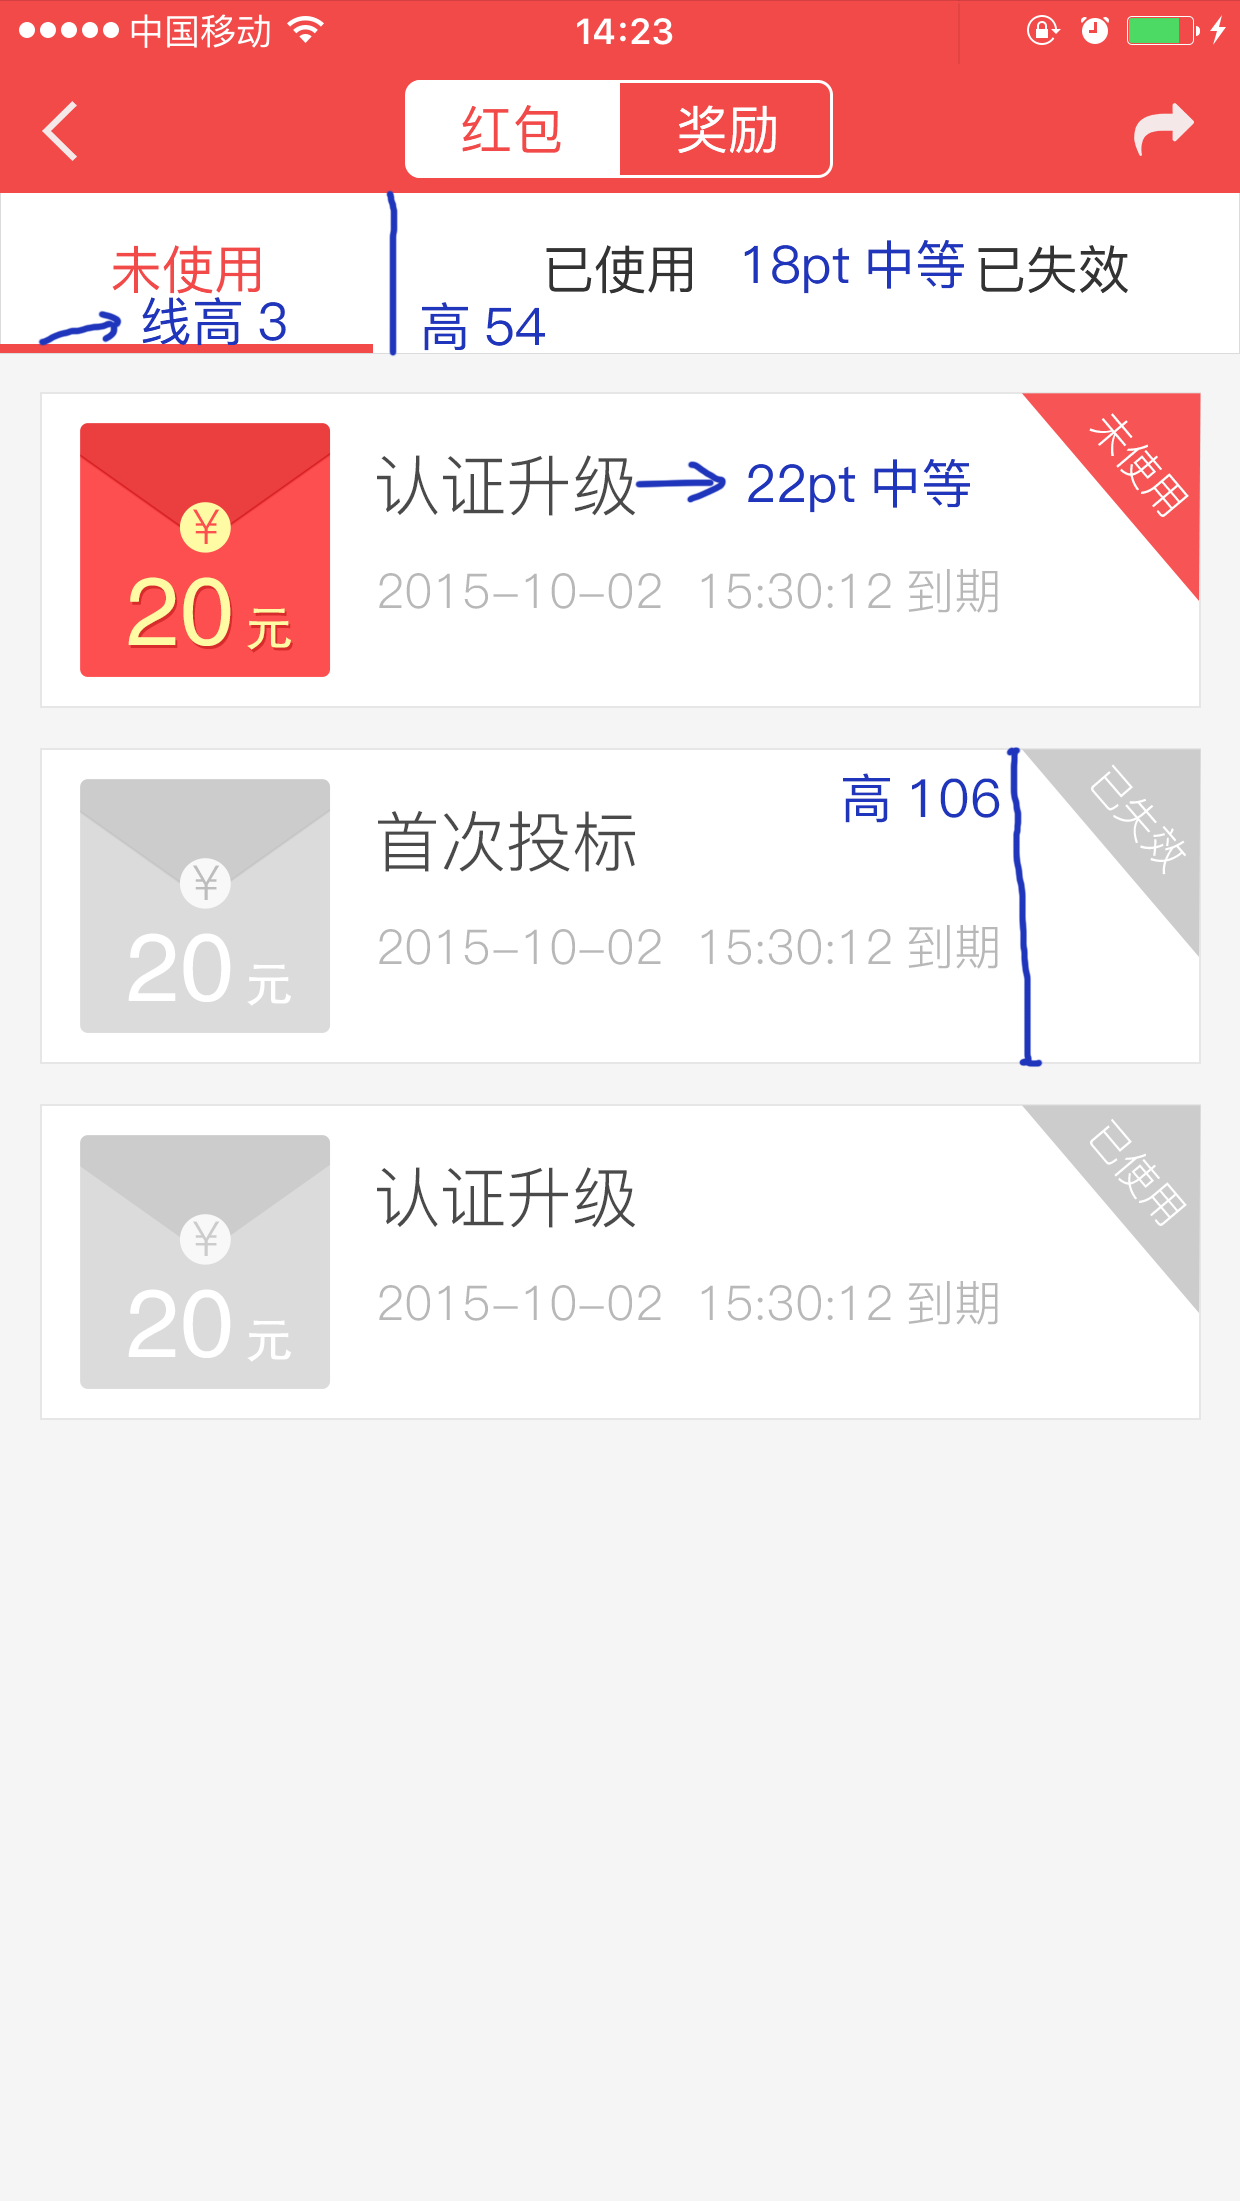 中国移动 14:23
红包 奖励
未使用 已使用 18pt 中等 已失效
线高 3 高 54
未使用
认证升级 22pt 中等
¥
2015-10-02 15:30:12 到期
20 元
已失效
高 106
首次投标
¥
2015-10-02 15:30:12 到期
20 元
已使用
认证升级
¥
2015-10-02 15:30:12 到期
20 元